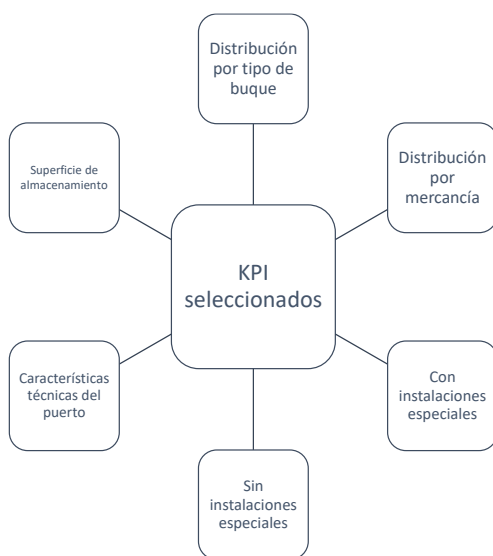 Distribución
por tipo de
buque
Superficie de
almacenamiento
Distribución
por
mercancía
KPI
seleccionados
Características
técnicas del
puerto
Con
instalaciones
especiales
Sin
instalaciones
especiales